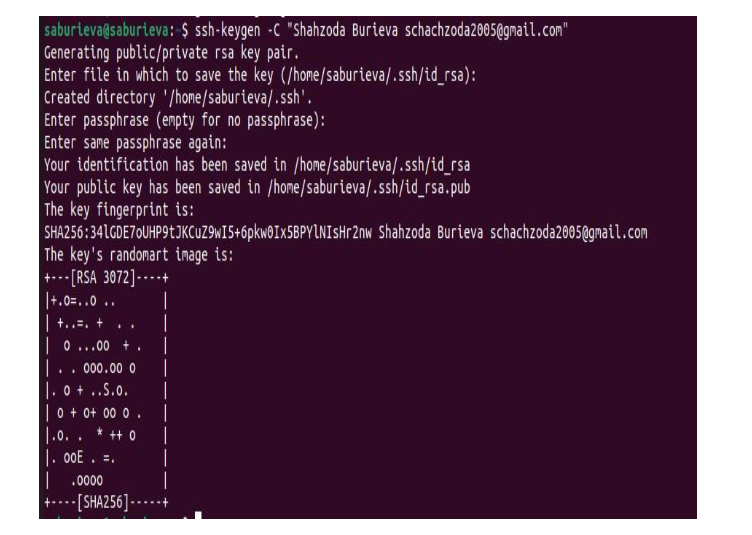 saburieva@saburieva:~$ ssh-keygen -C "Shahzoda Burieva schachzoda2005@gmail.com"
Generating public/private rsa key pair.
Enter file in which to save the key (/home/saburieva/.ssh/id_rsa):
Created directory '/home/saburieva/.ssh'.
Enter passphrase (empty for no passphrase):
Enter same passphrase again:
Your identification has been saved in /home/saburieva/.ssh/id_rsa
Your public key has been saved in /home/saburieva/.ssh/id_rsa.pub
The key fingerprint is:
SHA256:34lGDE7oUHP9tJKCuZ9wI5+6pkw0Ix5BPYlNIsHr2nw Shahzoda Burieva schachzoda2005@gmail.com
The key's randomart image is:
+---[RSA 3072]----+
|+.o=..o ..       |
| +..=. + . .     |
|  o ...oo  + .   |
| . . ooo.oo o    |
|. o + ..S.o.     |
| o + o+ oo o .   |
|.o. .  * ++ o    |
|. ooE . =.       |
|   .oooo         |
+----[SHA256]-----+